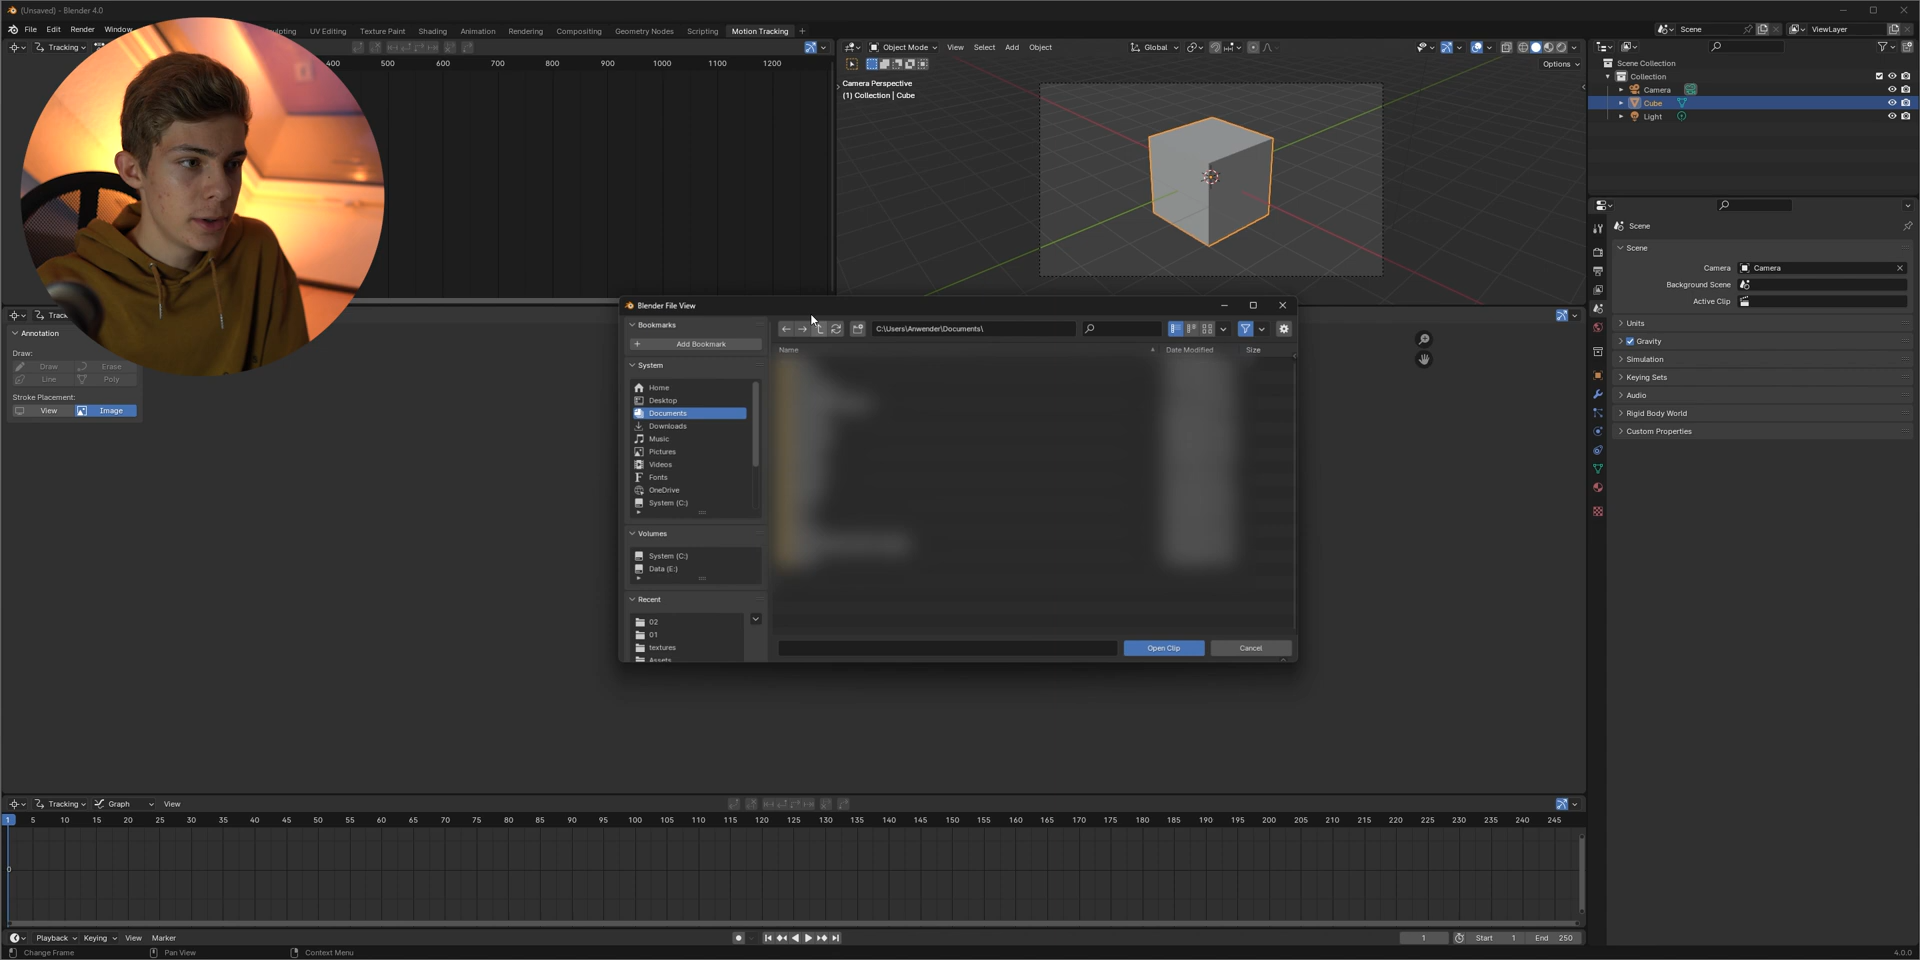 (Unsaved) - Blender 4.0
File Edit Render Window
UV Editing Texture Paint Shading Animation Rendering Compositing Geometry Nodes Scripting Motion Tracking +
Scene
ViewLayer
Tracking
Object Mode View Select Add Object
Global
Options
400 500 600 700 800 900 1000 1100 1200
Camera Perspective
(1) Collection | Cube
Scene Collection
Collection
Camera
Cube
Light
Scene
Scene
Camera Camera
Background Scene
Active Clip
Units
Gravity
Simulation
Keying Sets
Audio
Rigid Body World
Custom Properties
Annotation
Draw:
Draw Erase
Line Poly
Stroke Placement:
View Image
Blender File View
Bookmarks
Add Bookmark
System
Home
Desktop
Documents
Downloads
Music
Pictures
Videos
Fonts
OneDrive
System (C:)
Volumes
System (C:)
Data (E:)
Recent
02
01
textures
Assets
C:\Users\Anwender\Documents\
Name Date Modified Size
Open Clip Cancel
Tracking Graph View
1 5 10 15 20 25 30 35 40 45 50 55 60 65 70 75 80 85 90 95 100 105 110 115 120 125 130 135 140 145 150 155 160 165 170 175 180 185 190 195 200 205 210 215 220 225 230 235 240 245
0
Playback Keying View Marker
1 Start 1 End 250
Change Frame Pan View Context Menu
4.0.0